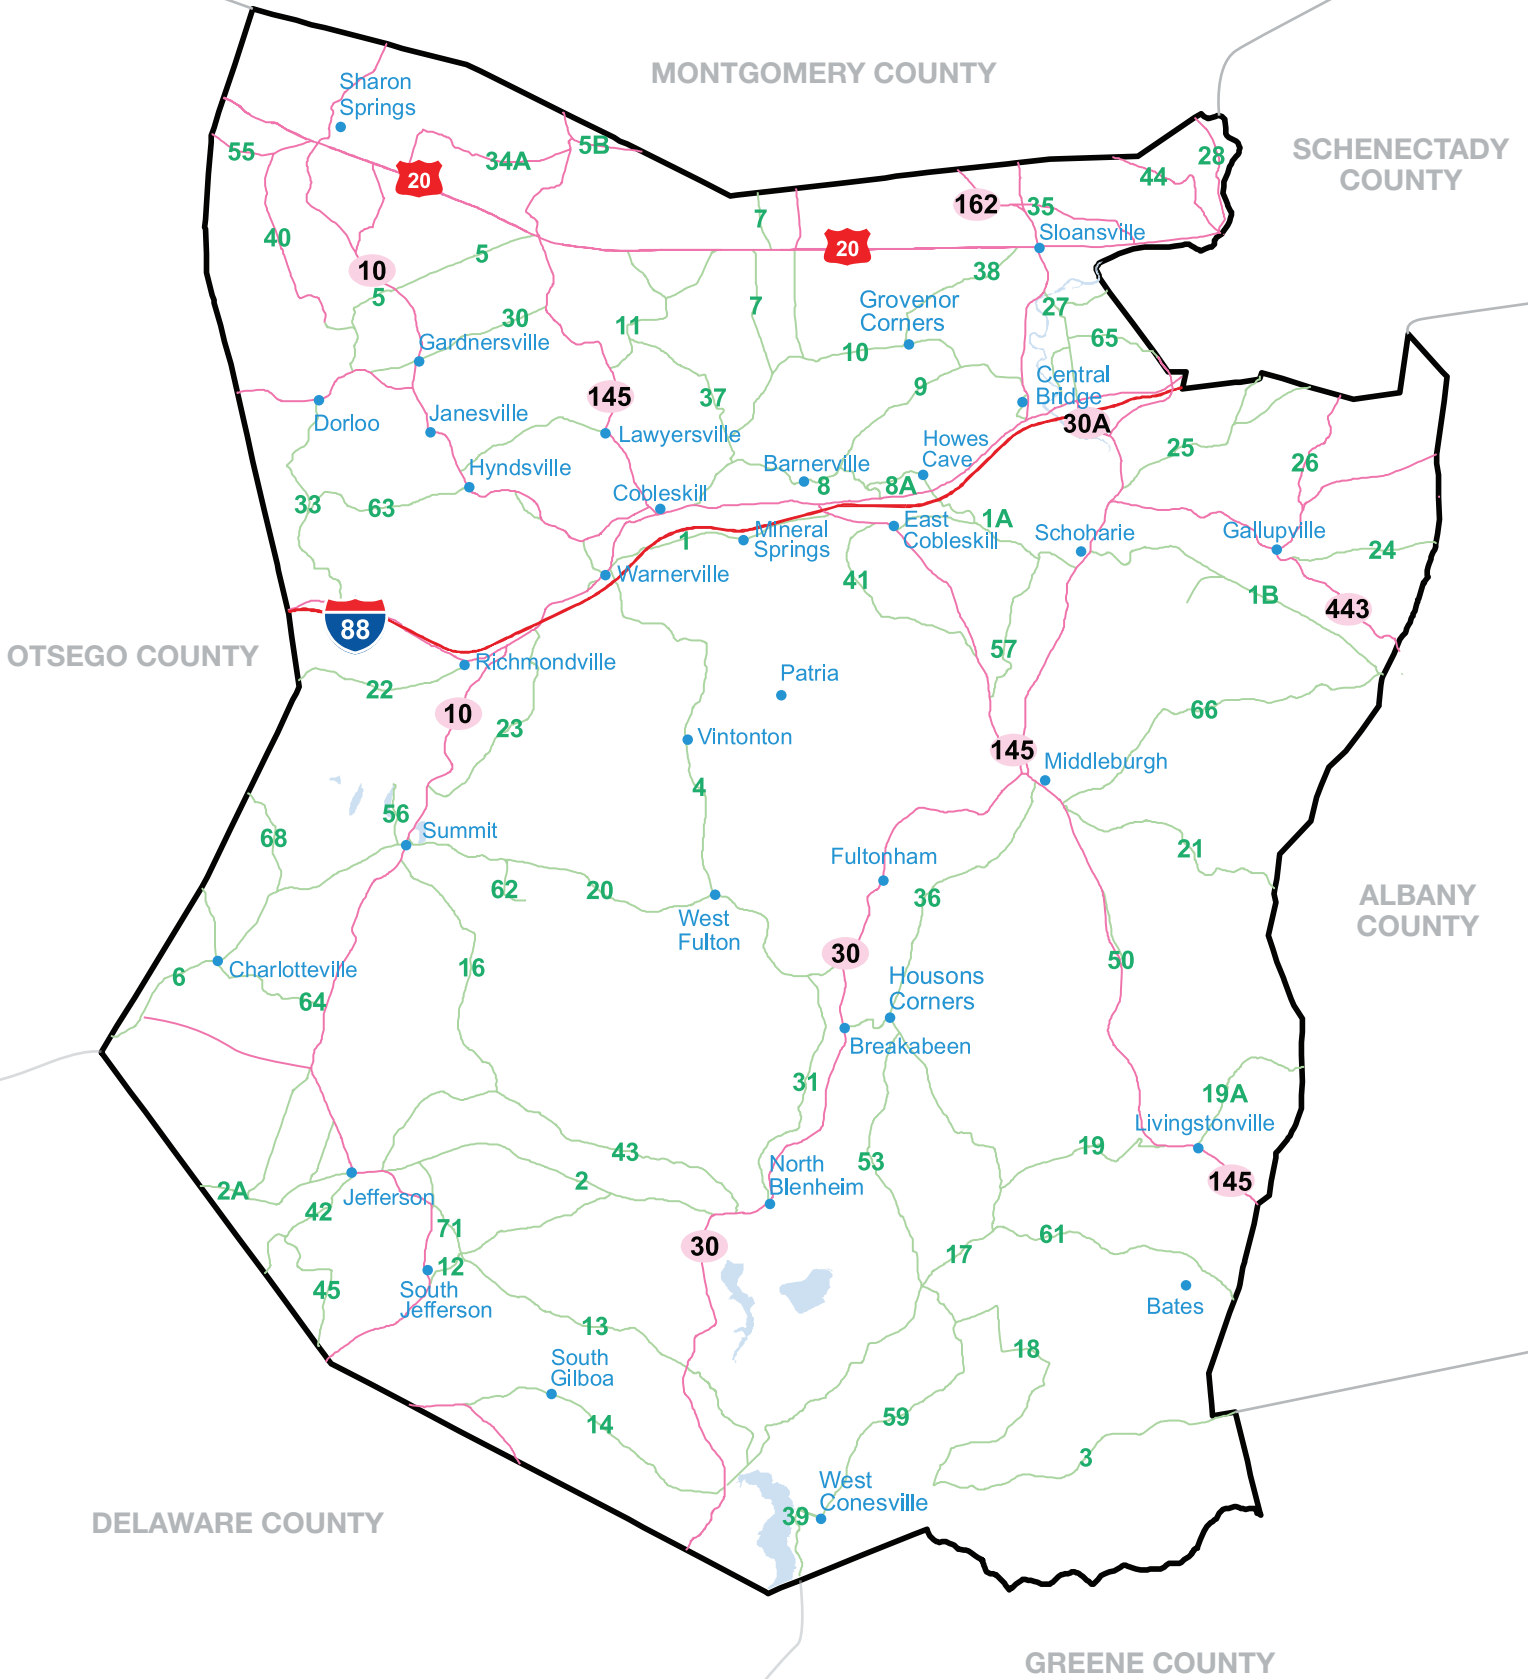 MONTGOMERY COUNTY
Sharon
Springs
SCHENECTADY
COUNTY
55
34A
5B
28
44
20
162
35
7
40
5
20
Sloansville
10
5
38
30
11
7
Grovenor
Corners
27
65
Gardnersville
10
145
37
9
Central
Bridge
Dorloo
Janesville
Lawyersville
30A
Howes
Cave
25
26
Hyndsville
Barnerville
8
8A
33
63
Cobleskill
1
Mineral
Springs
East
Cobleskill
1A
Schoharie
Gallupville
24
Warnerville
41
1B
443
88
OTSEGO COUNTY
Richmondville
57
Patria
22
10
23
Vintonton
66
145
Middleburgh
4
56
Summit
68
Fultonham
21
62
20
36
ALBANY
COUNTY
West
Fulton
30
50
6
Charlotteville
16
64
Housons
Corners
Breakabeen
31
19A
Livingstonville
43
19
53
2
North
Blenheim
145
2A
Jefferson
42
71
30
61
17
12
45
South
Jefferson
Bates
13
18
South
Gilboa
14
59
3
West
Conesville
39
DELAWARE COUNTY
GREENE COUNTY